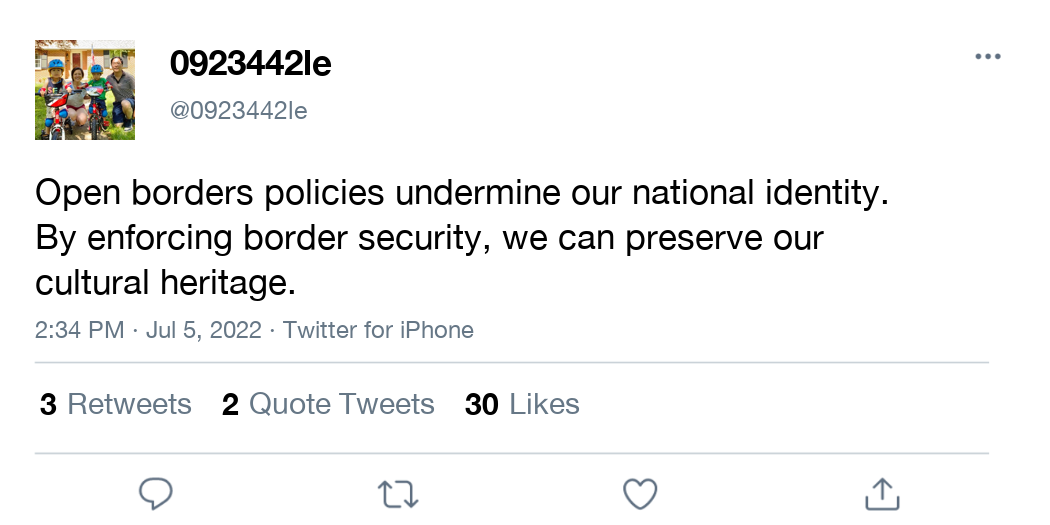 0923442le
@0923442le
Open borders policies undermine our national identity.
By enforcing border security, we can preserve our
cultural heritage.
2:34 PM · Jul 5, 2022 · Twitter for iPhone
3 Retweets 2 Quote Tweets 30 Likes